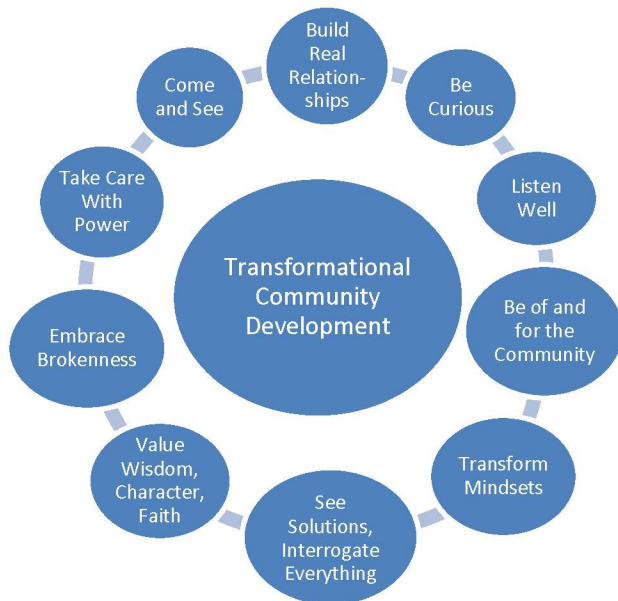 Build
Real
Relation-
ships
Be
Curious
Listen
Well
Be of and
for the
Community
Transform
Mindsets
See
Solutions,
Interrogate
Everything
Value
Wisdom,
Character,
Faith
Embrace
Brokenness
Take Care
With
Power
Come
and See
Transformational
Community
Development